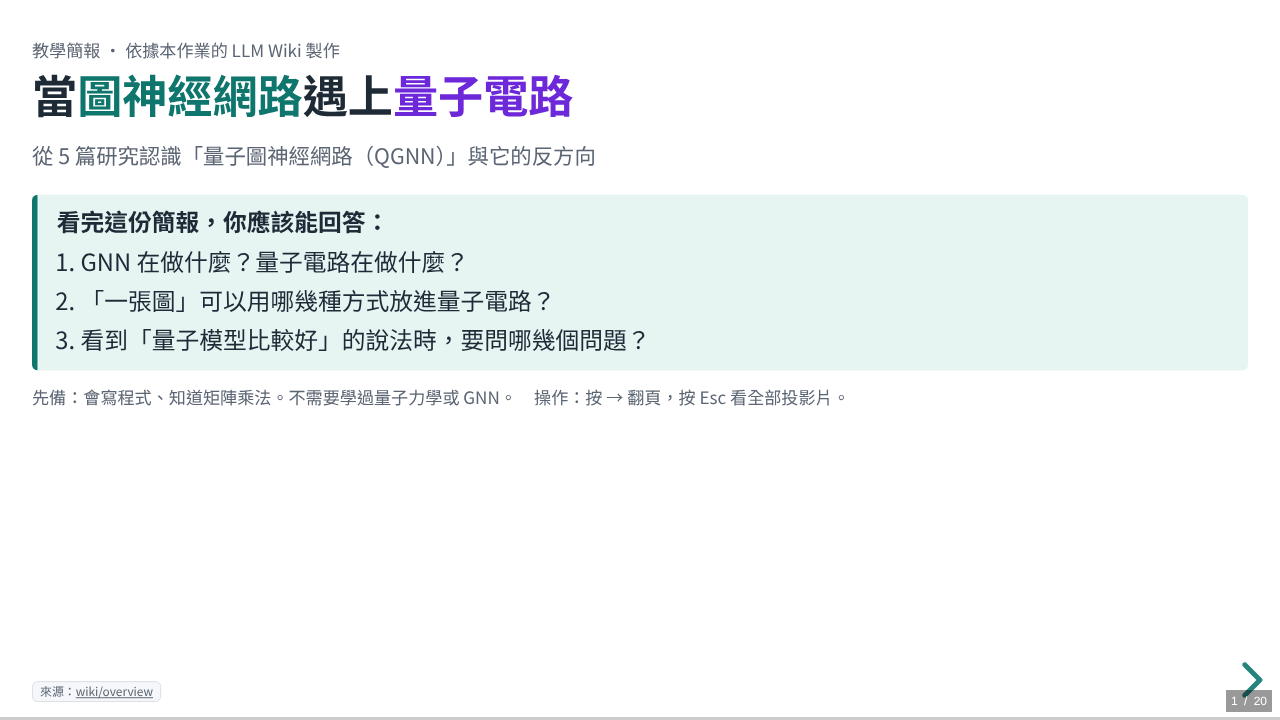 教學簡報 · 依據本作業的 LLM Wiki 製作
當圖神經網路遇上量子電路
從 5 篇研究認識「量子圖神經網路（QGNN）」與它的反方向
看完這份簡報，你應該能回答：
1. GNN 在做什麼？量子電路在做什麼？
2. 「一張圖」可以用哪幾種方式放進量子電路？
3. 看到「量子模型比較好」的說法時，要問哪幾個問題？
先備：會寫程式、知道矩陣乘法。不需要學過量子力學或 GNN。 操作：按 → 翻頁，按 Esc 看全部投影片。
來源：wiki/overview
1 / 20